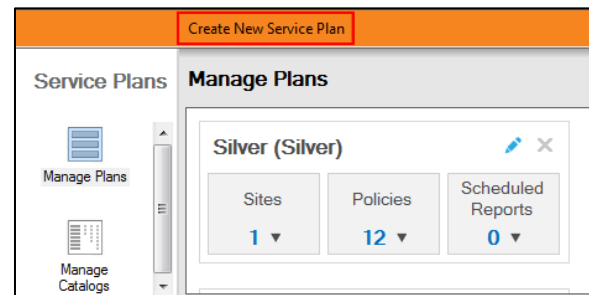 Create New Service Plan
Service Plans
Manage Plans
Manage Plans
Manage
Catalogs
Silver (Silver)
Sites
1
Policies
12
Scheduled
Reports
0